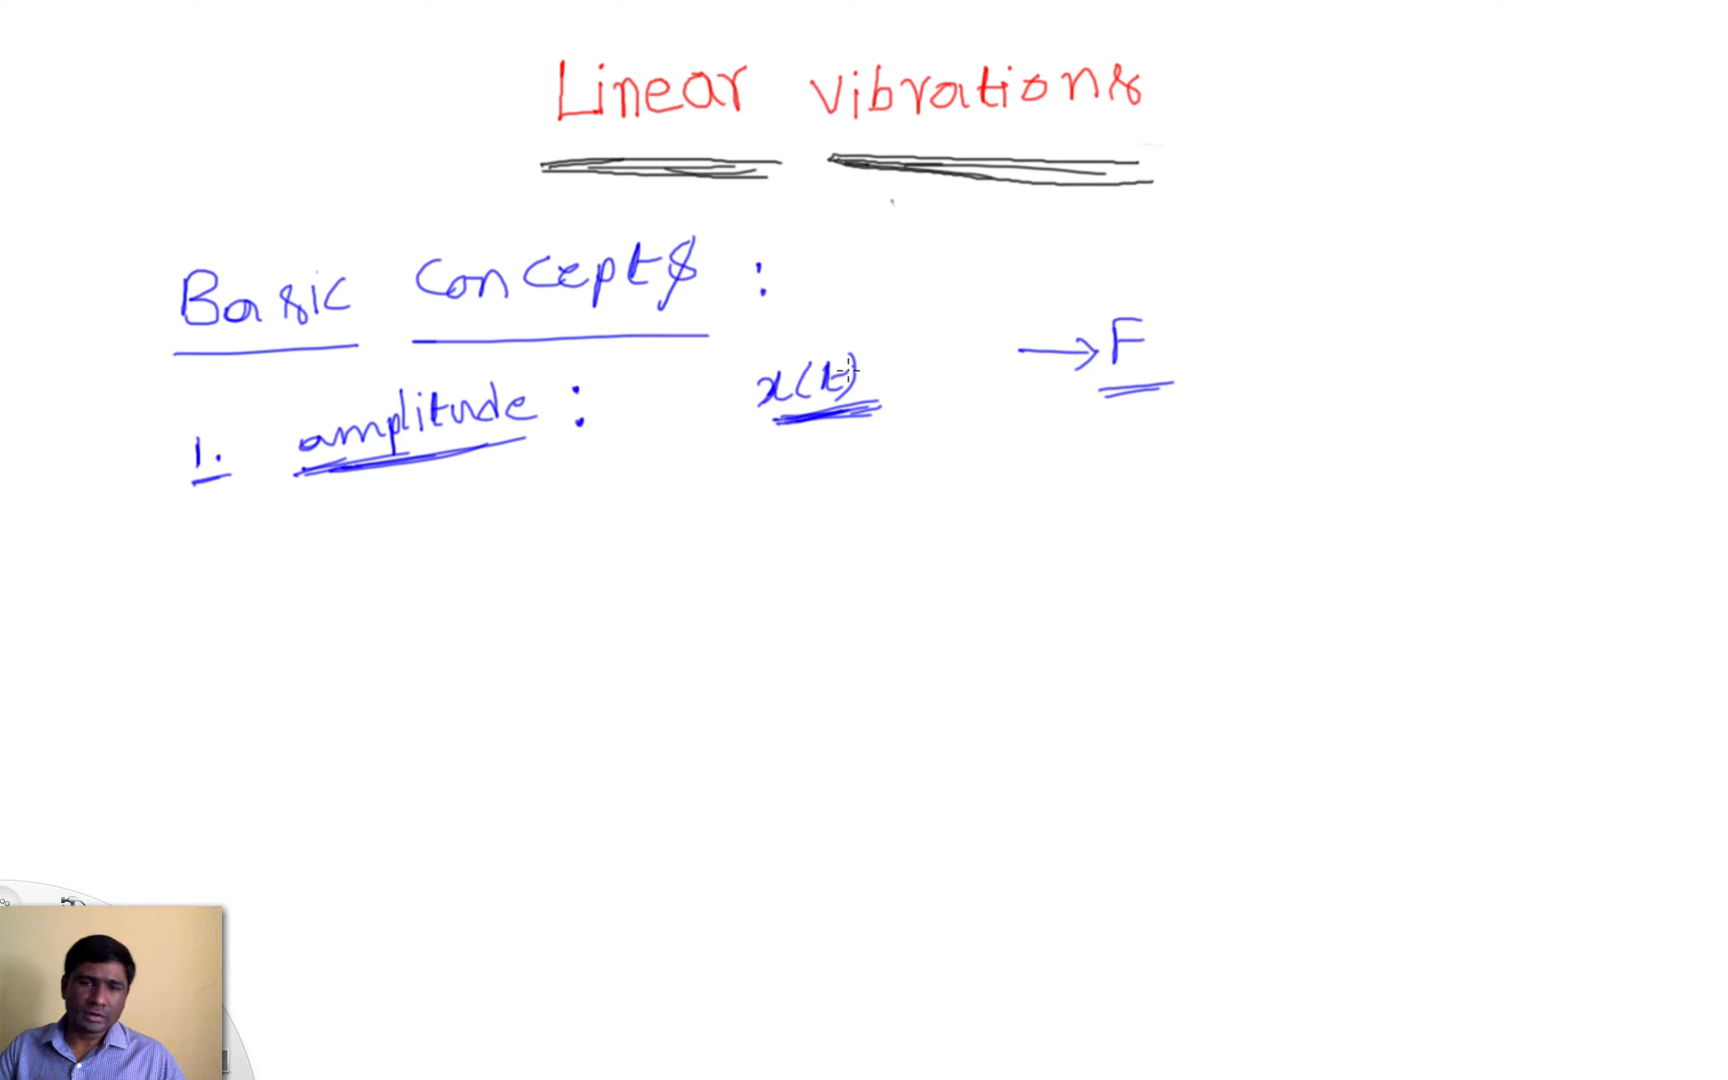 Linear vibrations
Basic Concepts :
→ F
1. amplitude : x(t)